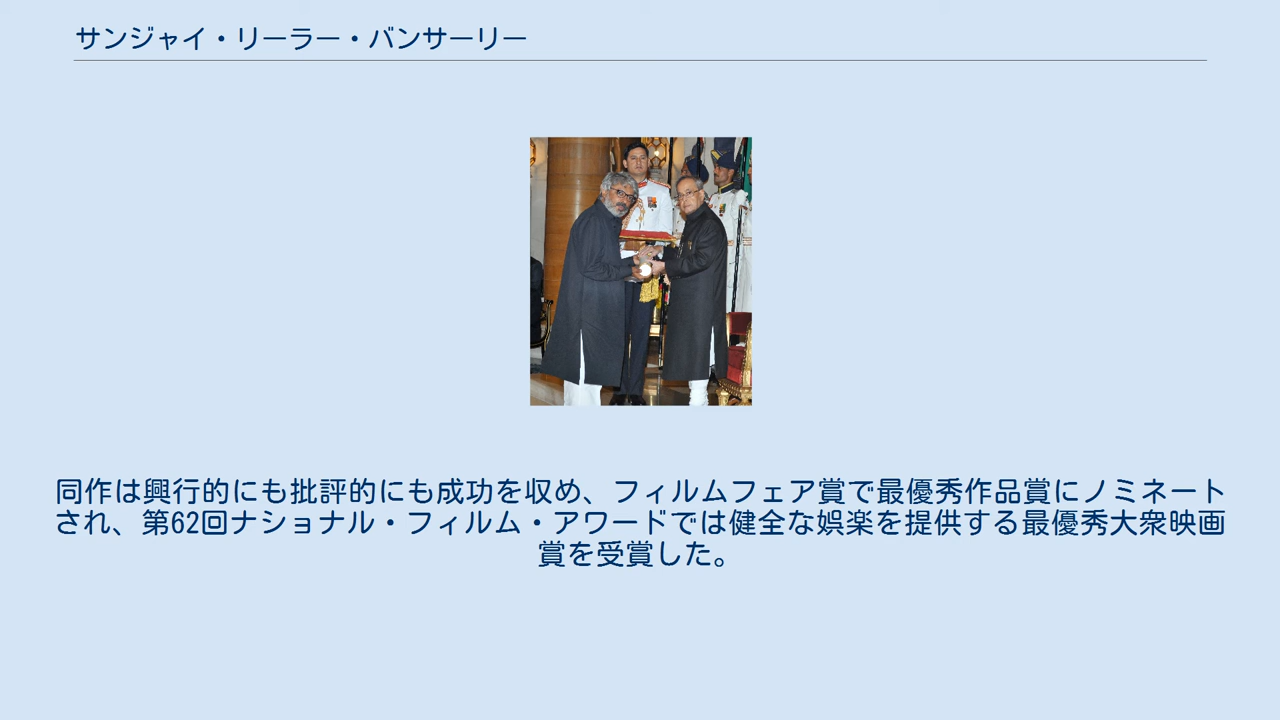 サンジャイ・リーラー・バンサーリー
同作は興行的にも批評的にも成功を収め、フィルムフェア賞で最優秀作品賞にノミネート
され、第62回ナショナル・フィルム・アワードでは健全な娯楽を提供する最優秀大衆映画
賞を受賞した。